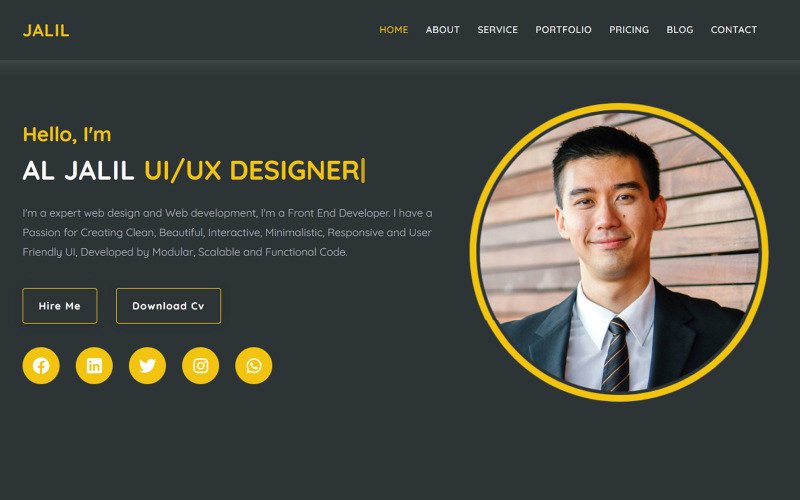 JALIL
HOME ABOUT SERVICE PORTFOLIO PRICING BLOG CONTACT
Hello, I'm
AL JALIL UI/UX DESIGNER|
I'm a expert web design and Web development, I'm a Front End Developer. I have a
Passion for Creating Clean, Beautiful, Interactive, Minimalistic, Responsive and User
Friendly UI, Developed by Modular, Scalable and Functional Code.
Hire Me
Download Cv